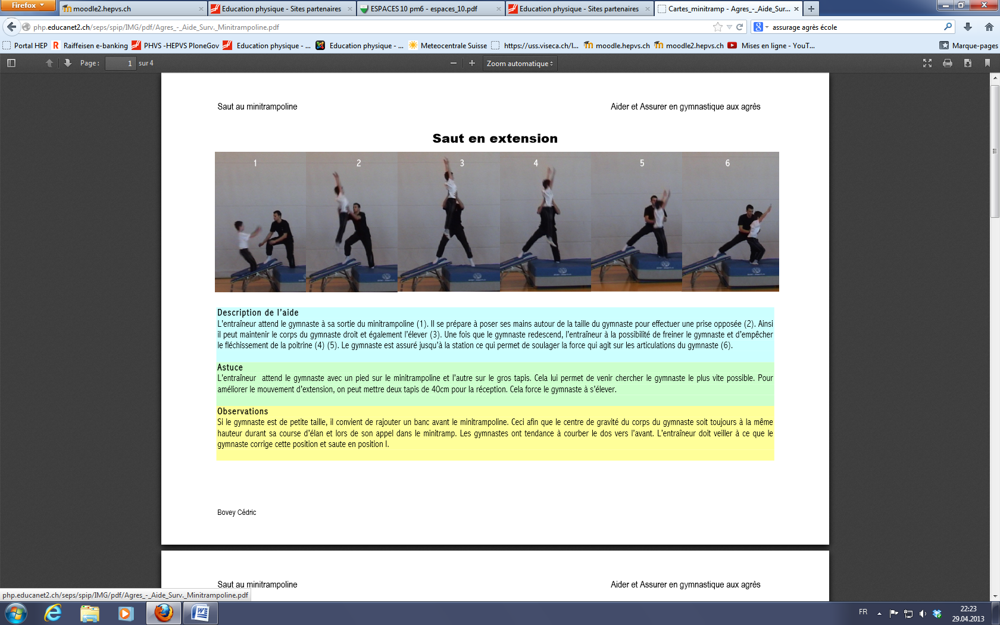 Firefox
moodle2.hepvs.ch
Education physique - Sites partenaires
ESPACES 10 pm6 - espaces_10.pdf
Education physique - Sites partenaires
Cartes_minitramp - Agres_-_Aide_Sur...
php.educanet2.ch/seps/spip/IMG/pdf/Agres_-_Aide_Surv._Minitrampoline.pdf
assurage agrès école
Portail HEP
Raiffeisen e-banking
PHVS -HEPVS PloneGov
Education physique - ...
Education physique - ...
Meteocentrale Suisse
https://uss.viseca.ch/l...
moodle.hepvs.ch
moodle2.hepvs.ch
Mises en ligne - YouT...
Marque-pages
Page : 1 sur 4
Zoom automatique
Saut au minitrampoline
Aider et Assurer en gymnastique aux agrès
Saut en extension
1 2 3 4 5 6
Description de l'aide
L'entraîneur attend le gymnaste à sa sortie du minitrampoline (1). Il se prépare à poser ses mains autour de la taille du gymnaste pour effectuer une prise opposée (2). Ainsi
il peut maintenir le corps du gymnaste droit et également l'élever (3). Une fois que le gymnaste redescend, l'entraîneur à la possibilité de freiner le gymnaste et d'empêcher
le fléchissement de la poitrine (4) (5). Le gymnaste est assuré jusqu'à la station ce qui permet de soulager la force qui agit sur les articulations du gymnaste (6).
Astuce
L'entraîneur attend le gymnaste avec un pied sur le minitrampoline et l'autre sur le gros tapis. Cela lui permet de venir chercher le gymnaste le plus vite possible. Pour
améliorer le mouvement d'extension, on peut mettre deux tapis de 40cm pour la réception. Cela force le gymnaste à s'élever.
Observations
Si le gymnaste est de petite taille, il convient de rajouter un banc avant le minitrampoline. Ceci afin que le centre de gravité du corps du gymnaste soit toujours à la même
hauteur durant sa course d'élan et lors de son appel dans le minitramp. Les gymnastes ont tendance à courber le dos vers l'avant. L'entraîneur doit veiller à ce que le
gymnaste corrige cette position et saute en position I.
Bovey Cédric
Saut au minitrampoline
Aider et Assurer en gymnastique aux agrès
php.educanet2.ch/seps/spip/IMG/pdf/Agres_-_Aide_Surv._Minitrampoline.pdf
FR
22:23
29.04.2013